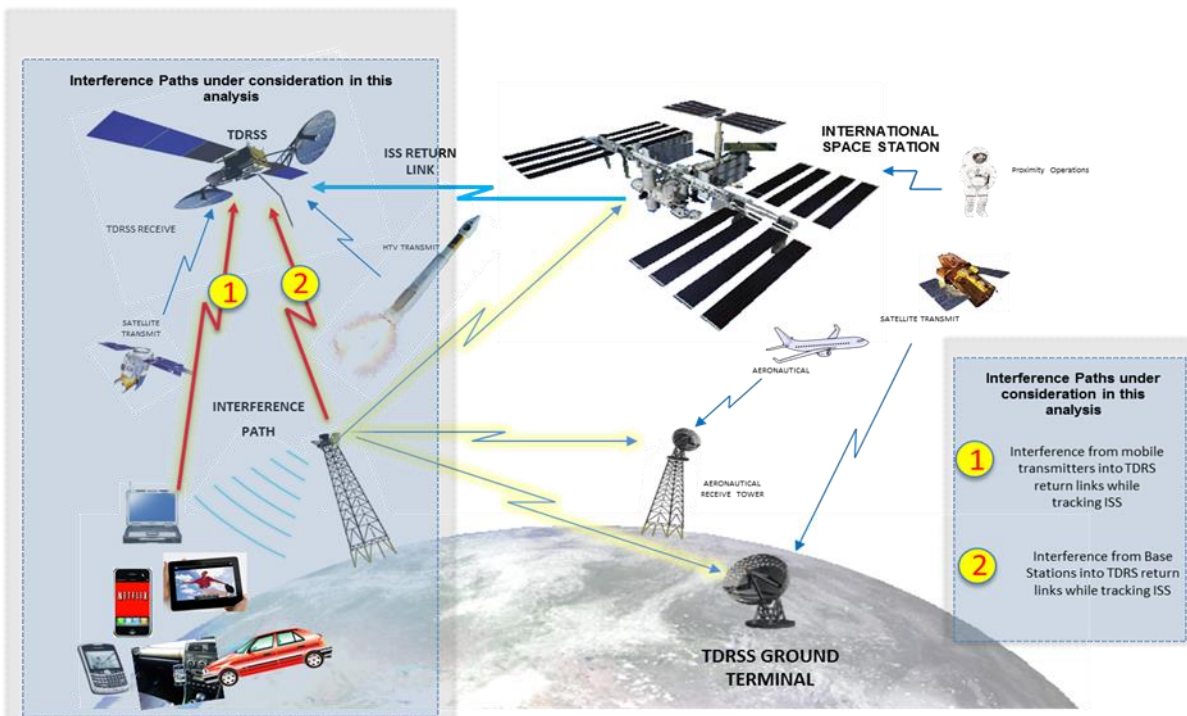 Interference Paths under consideration in this
analysis
TDRSS
ISS RETURN
LINK
TDRSS RECEIVE
HTV TRANSMIT
1
2
SATELLITE
TRANSMIT
INTERFERENCE
PATH
NETFLIX
INTERNATIONAL
SPACE STATION
Proximity Operations
SATELLITE TRANSMIT
AERONAUTICAL
AERONAUTICAL
RECEIVE TOWER
TDRSS GROUND
TERMINAL
Interference Paths under
consideration in this
analysis
1
Interference from mobile
transmitters into TDRS
return links while
tracking ISS
2
Interference from Base
Stations into TDRS return
links while tracking ISS